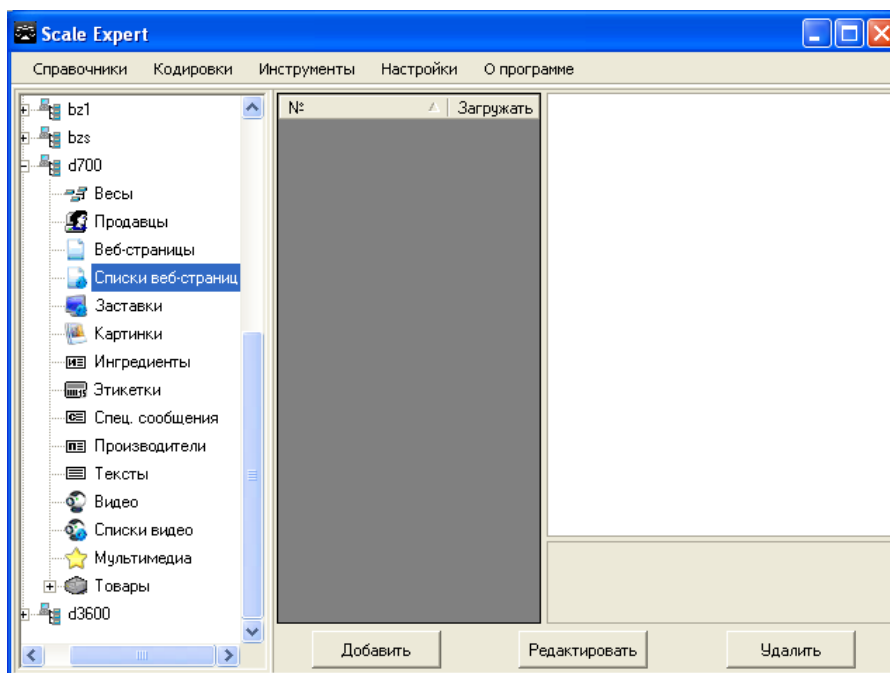 Scale Expert
Справочники Кодировки Инструменты Настройки О программе
№ Загружать
bz1
bzs
d700
Весы
Продавцы
Веб-страницы
Списки веб-страниц
Заставки
Картинки
Ингредиенты
Этикетки
Спец. сообщения
Производители
Тексты
Видео
Списки видео
Мультимедиа
Товары
d3600
Добавить Редактировать Удалить